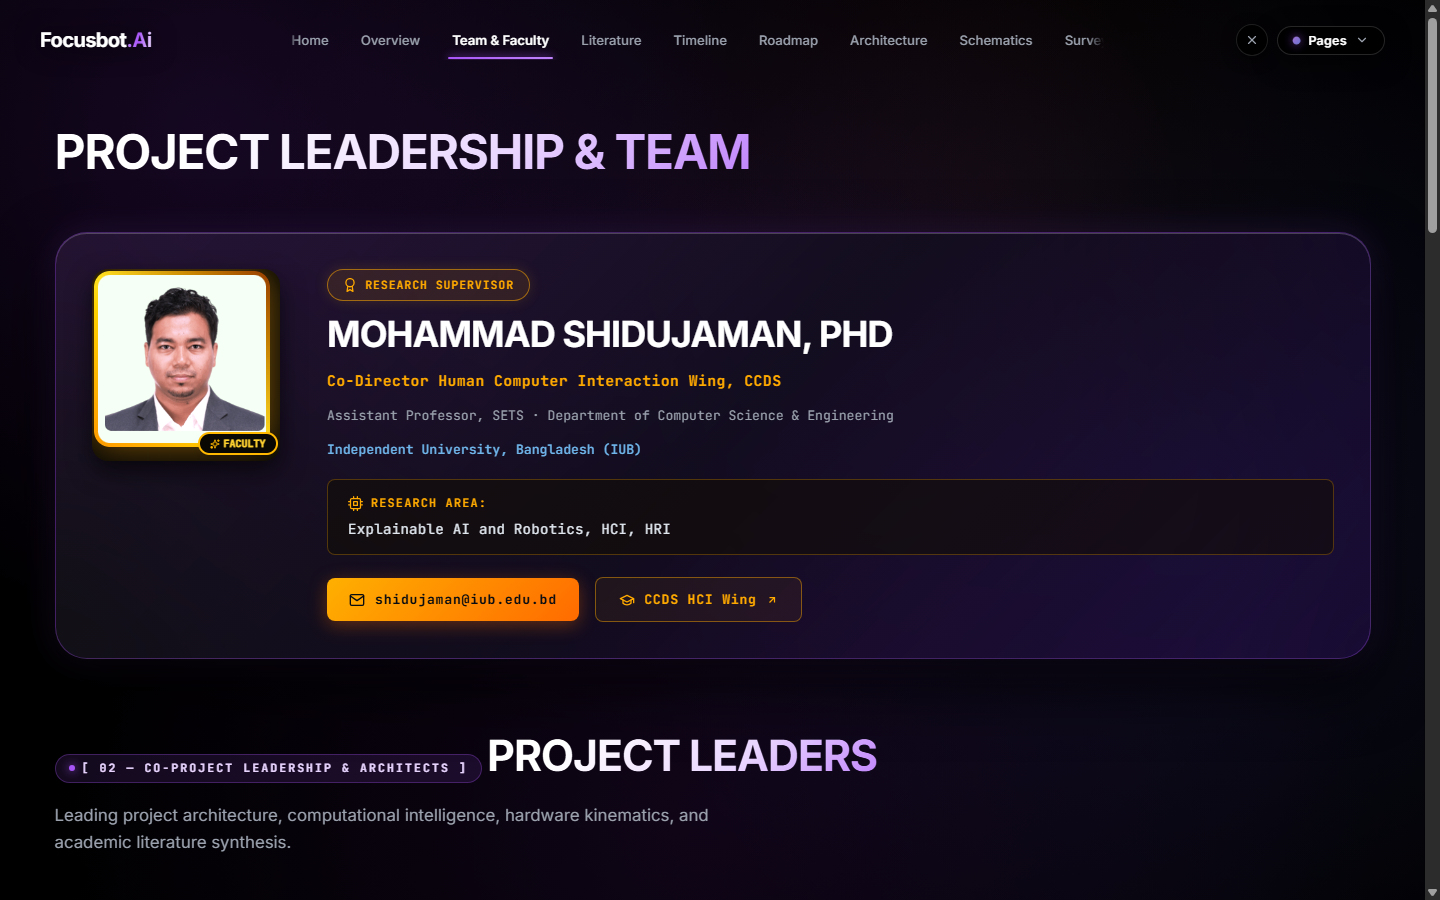 Focusbot.Ai
Home
Overview
Team & Faculty
Literature
Timeline
Roadmap
Architecture
Schematics
Surve
Pages
PROJECT LEADERSHIP & TEAM
FACULTY
RESEARCH SUPERVISOR
MOHAMMAD SHIDUJAMAN, PHD
Co-Director Human Computer Interaction Wing, CCDS
Assistant Professor, SETS · Department of Computer Science & Engineering
Independent University, Bangladesh (IUB)
RESEARCH AREA:
Explainable AI and Robotics, HCI, HRI
shidujaman@iub.edu.bd
CCDS HCI Wing
[ 02 — CO-PROJECT LEADERSHIP & ARCHITECTS ]
PROJECT LEADERS
Leading project architecture, computational intelligence, hardware kinematics, and
academic literature synthesis.